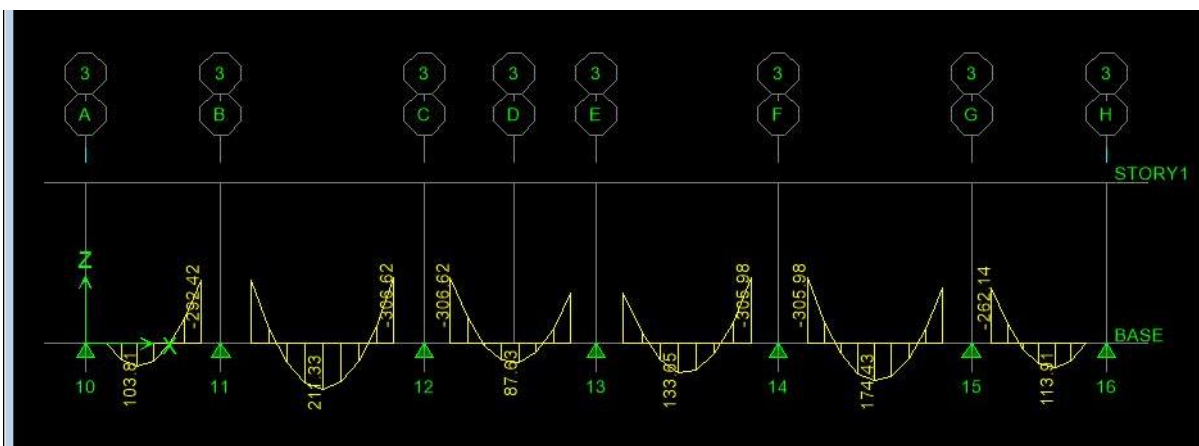 3 3 3 3 3 3 3 3
A B C D E F G H
STORY1
Z
-292.42 -306.62 -306.62 -305.98 -305.98 -262.14
X
BASE
10 11 12 13 14 15 16
103.81 211.33 87.63 133.65 174.43 113.91